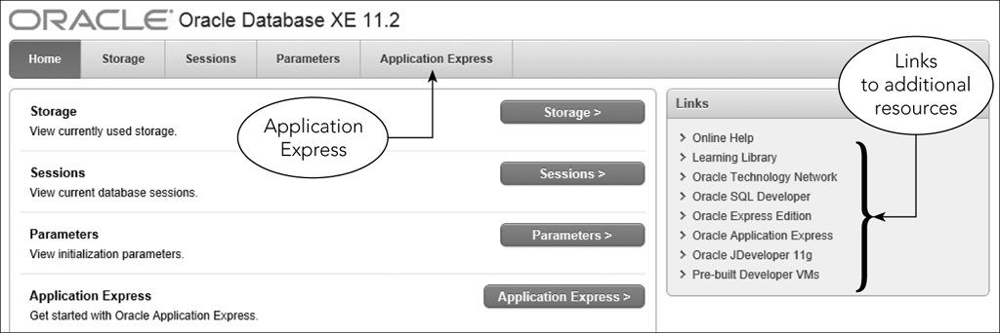 ORACLE Oracle Database XE 11.2
Home Storage Sessions Parameters Application Express
Links
to additional
resources
Storage
View currently used storage.
Storage >
Application
Express
Sessions
View current database sessions.
Sessions >
Parameters
View initialization parameters.
Parameters >
Application Express
Get started with Oracle Application Express.
Application Express >
Links
> Online Help
> Learning Library
> Oracle Technology Network
> Oracle SQL Developer
> Oracle Express Edition
> Oracle Application Express
> Oracle JDeveloper 11g
> Pre-built Developer VMs